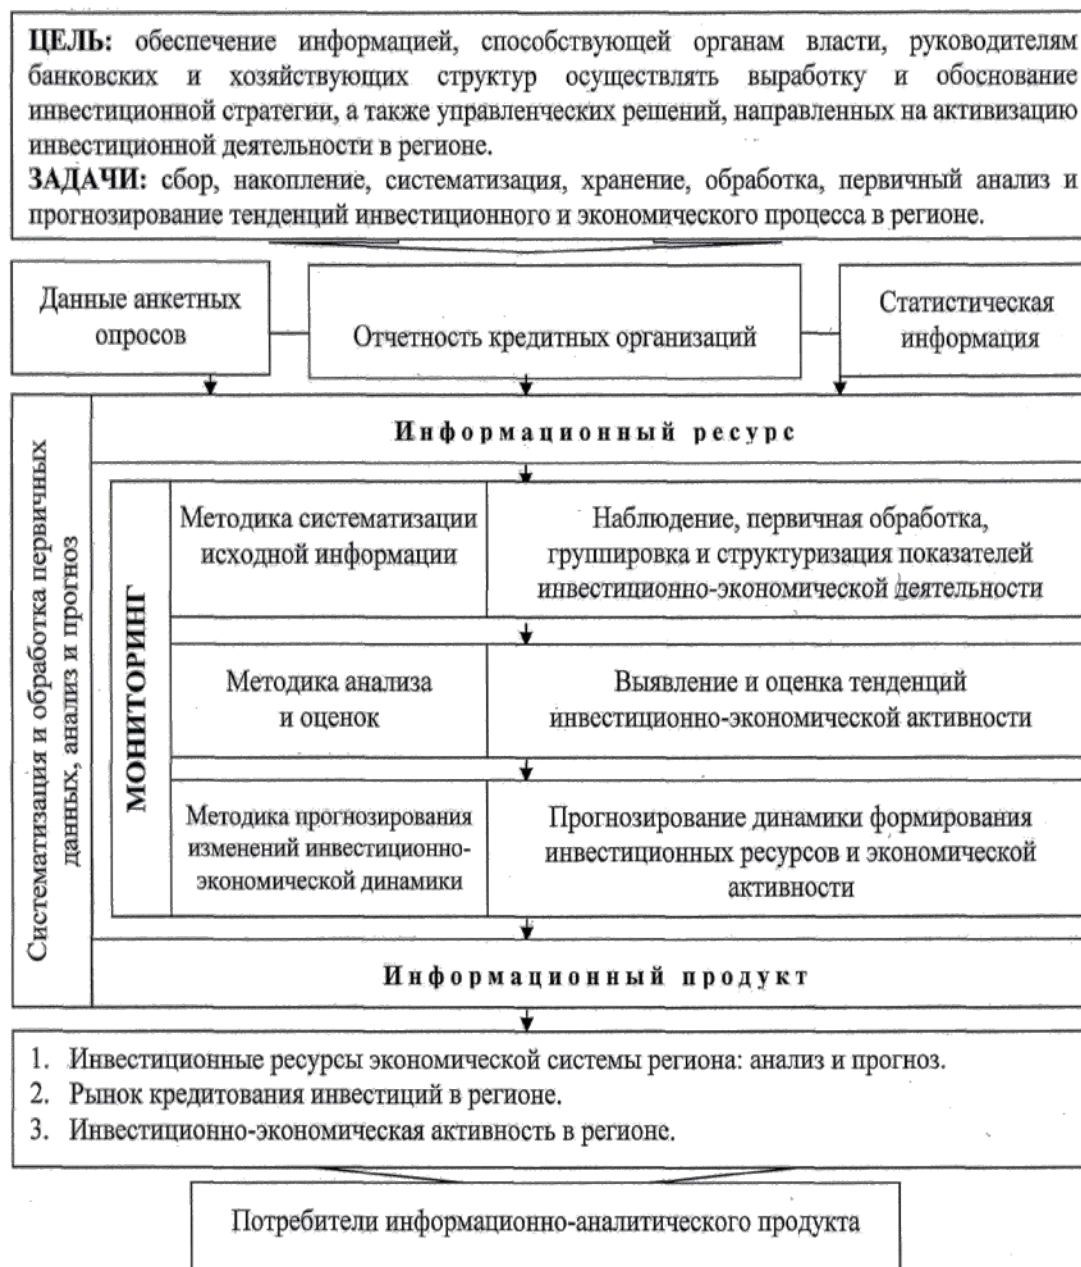 ЦЕЛЬ: обеспечение информацией, способствующей органам власти, руководителям
банковских и хозяйствующих структур осуществлять выработку и обоснование
инвестиционной стратегии, а также управленческих решений, направленных на активизацию
инвестиционной деятельности в регионе.
ЗАДАЧИ: сбор, накопление, систематизация, хранение, обработка, первичный анализ и
прогнозирование тенденций инвестиционного и экономического процесса в регионе.
Данные анкетных
опросов
Отчетность кредитных организаций
Статистическая
информация
Систематизация и обработка первичных
данных, анализ и прогноз
Информационный ресурс
МОНИТОРИНГ
Методика систематизации
исходной информации
Наблюдение, первичная обработка,
группировка и структуризация показателей
инвестиционно-экономической деятельности
Методика анализа
и оценок
Выявление и оценка тенденций
инвестиционно-экономической активности
Методика прогнозирования
изменений инвестиционно-
экономической динамики
Прогнозирование динамики формирования
инвестиционных ресурсов и экономической
активности
Информационный продукт
1. Инвестиционные ресурсы экономической системы региона: анализ и прогноз.
2. Рынок кредитования инвестиций в регионе.
3. Инвестиционно-экономическая активность в регионе.
Потребители информационно-аналитического продукта